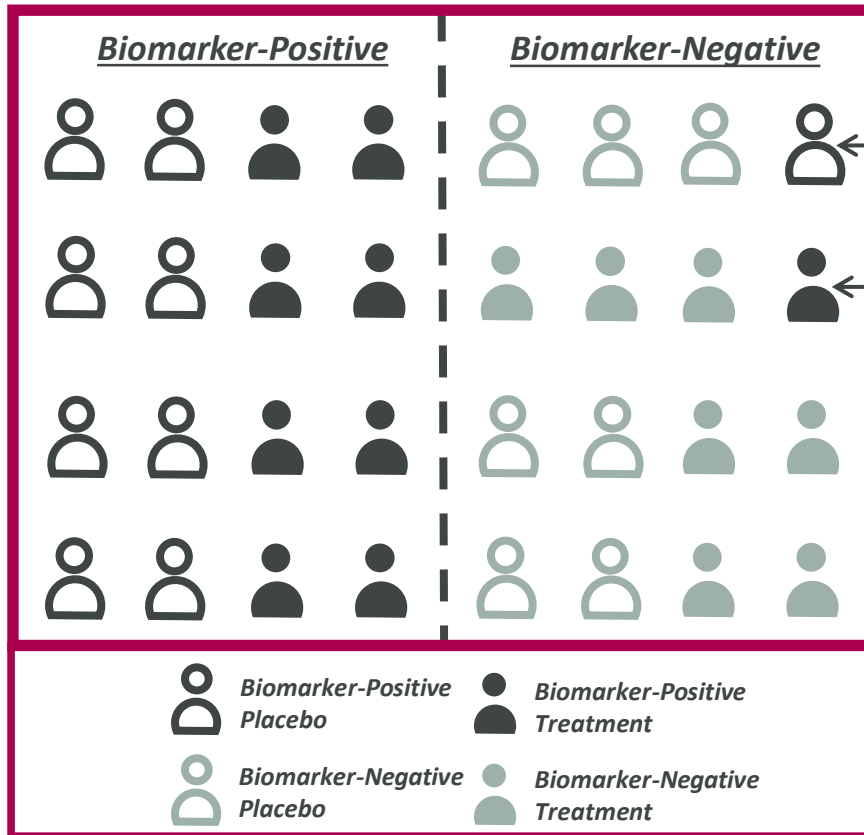 Biomarker-Positive
Biomarker-Negative
Biomarker-Positive
Placebo
Biomarker-Positive
Treatment
Biomarker-Negative
Placebo
Biomarker-Negative
Treatment